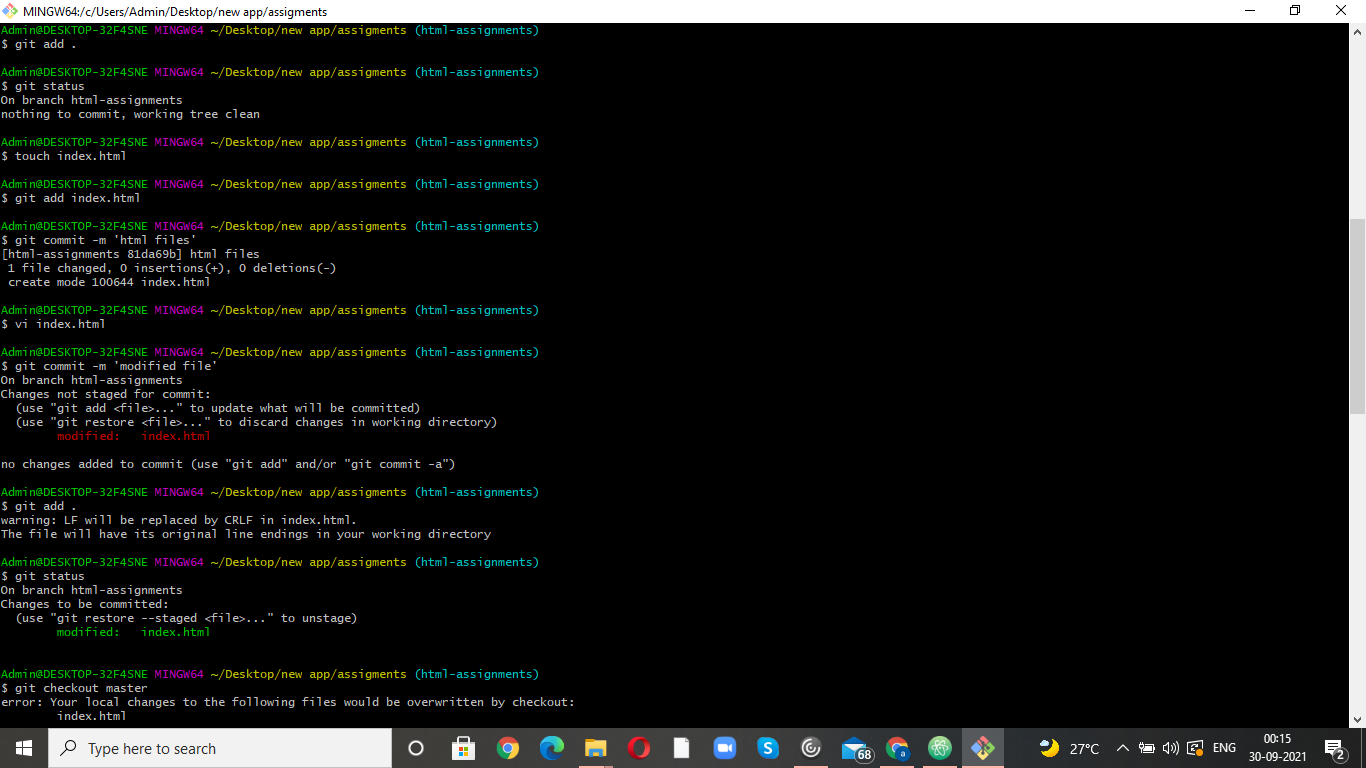 MINGW64:/c/Users/Admin/Desktop/new app/assigments
Admin@DESKTOP-32F4SNE MINGW64 ~/Desktop/new app/assigments (html-assignments)
$ git add .
Admin@DESKTOP-32F4SNE MINGW64 ~/Desktop/new app/assigments (html-assignments)
$ git status
On branch html-assignments
nothing to commit, working tree clean
Admin@DESKTOP-32F4SNE MINGW64 ~/Desktop/new app/assigments (html-assignments)
$ touch index.html
Admin@DESKTOP-32F4SNE MINGW64 ~/Desktop/new app/assigments (html-assignments)
$ git add index.html
Admin@DESKTOP-32F4SNE MINGW64 ~/Desktop/new app/assigments (html-assignments)
$ git commit -m 'html files'
[html-assignments 81da69b] html files
 1 file changed, 0 insertions(+), 0 deletions(-)
 create mode 100644 index.html
Admin@DESKTOP-32F4SNE MINGW64 ~/Desktop/new app/assigments (html-assignments)
$ vi index.html
Admin@DESKTOP-32F4SNE MINGW64 ~/Desktop/new app/assigments (html-assignments)
$ git commit -m 'modified file'
On branch html-assignments
Changes not staged for commit:
  (use "git add <file>..." to update what will be committed)
  (use "git restore <file>..." to discard changes in working directory)
        modified:   index.html
no changes added to commit (use "git add" and/or "git commit -a")
Admin@DESKTOP-32F4SNE MINGW64 ~/Desktop/new app/assigments (html-assignments)
$ git add .
warning: LF will be replaced by CRLF in index.html.
The file will have its original line endings in your working directory
Admin@DESKTOP-32F4SNE MINGW64 ~/Desktop/new app/assigments (html-assignments)
$ git status
On branch html-assignments
Changes to be committed:
  (use "git restore --staged <file>..." to unstage)
        modified:   index.html
Admin@DESKTOP-32F4SNE MINGW64 ~/Desktop/new app/assigments (html-assignments)
$ git checkout master
error: Your local changes to the following files would be overwritten by checkout:
        index.html
Type here to search
68
a
27°C
ENG
00:15
30-09-2021
2